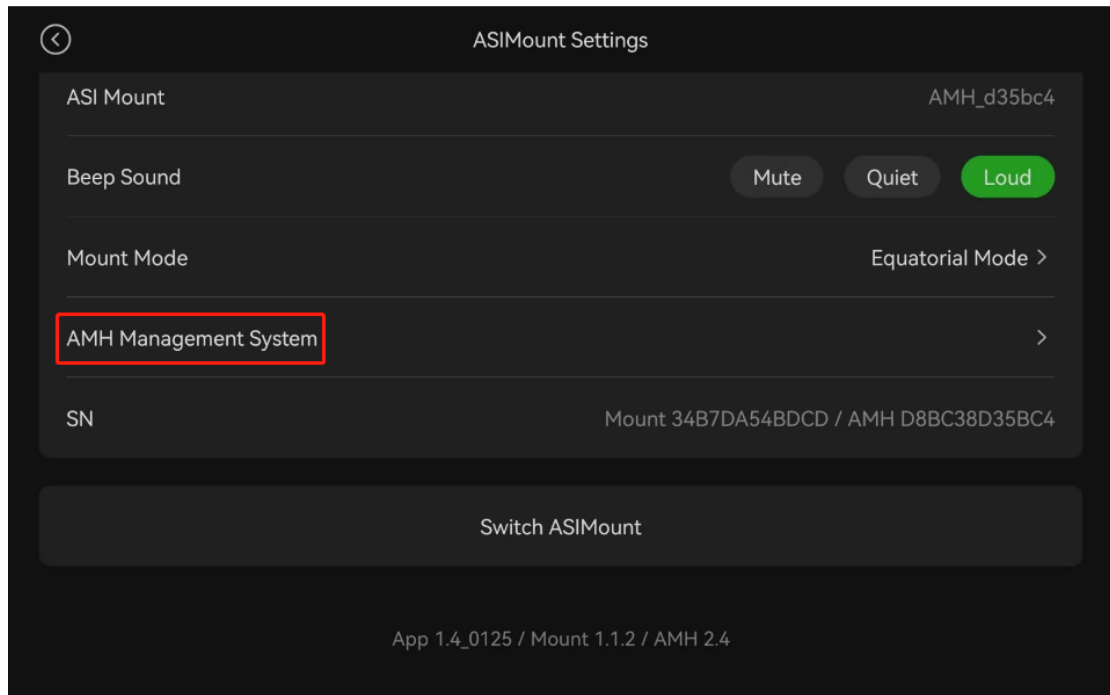 ASIMount Settings
ASI Mount AMH_d35bc4
Beep Sound Mute Quiet Loud
Mount Mode Equatorial Mode >
AMH Management System >
SN Mount 34B7DA54BDCD / AMH D8BC38D35BC4
Switch ASIMount
App 1.4_0125 / Mount 1.1.2 / AMH 2.4